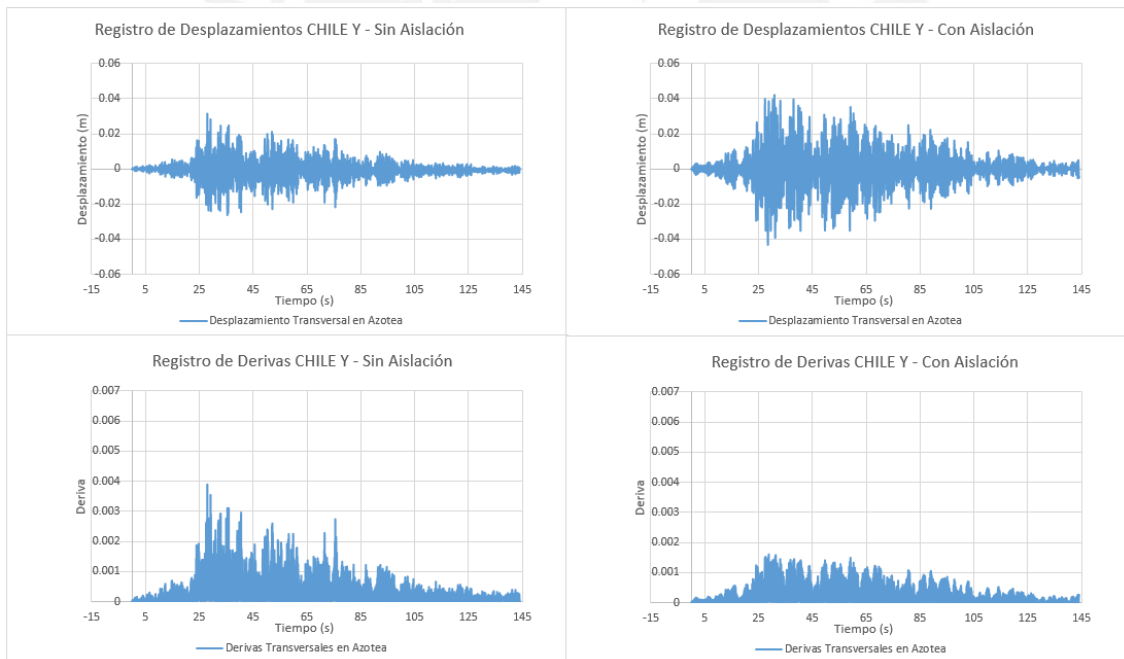 Registro de Desplazamientos CHILE Y - Sin Aislación
0.06
0.04
0.02
0
-0.02
-0.04
-0.06
Desplazamiento (m)
-15 5 25 45 65 85 105 125 145
Tiempo (s)
Desplazamiento Transversal en Azotea
Registro de Desplazamientos CHILE Y - Con Aislación
0.06
0.04
0.02
0
-0.02
-0.04
-0.06
Desplazamiento (m)
-15 5 25 45 65 85 105 125 145
Tiempo (s)
Desplazamiento Transversal en Azotea
Registro de Derivas CHILE Y - Sin Aislación
0.007
0.006
0.005
0.004
0.003
0.002
0.001
0
Deriva
-15 5 25 45 65 85 105 125 145
Tiempo (s)
Derivas Transversales en Azotea
Registro de Derivas CHILE Y - Con Aislación
0.007
0.006
0.005
0.004
0.003
0.002
0.001
0
Deriva
-15 5 25 45 65 85 105 125 145
Tiempo (s)
Derivas Transversales en Azotea